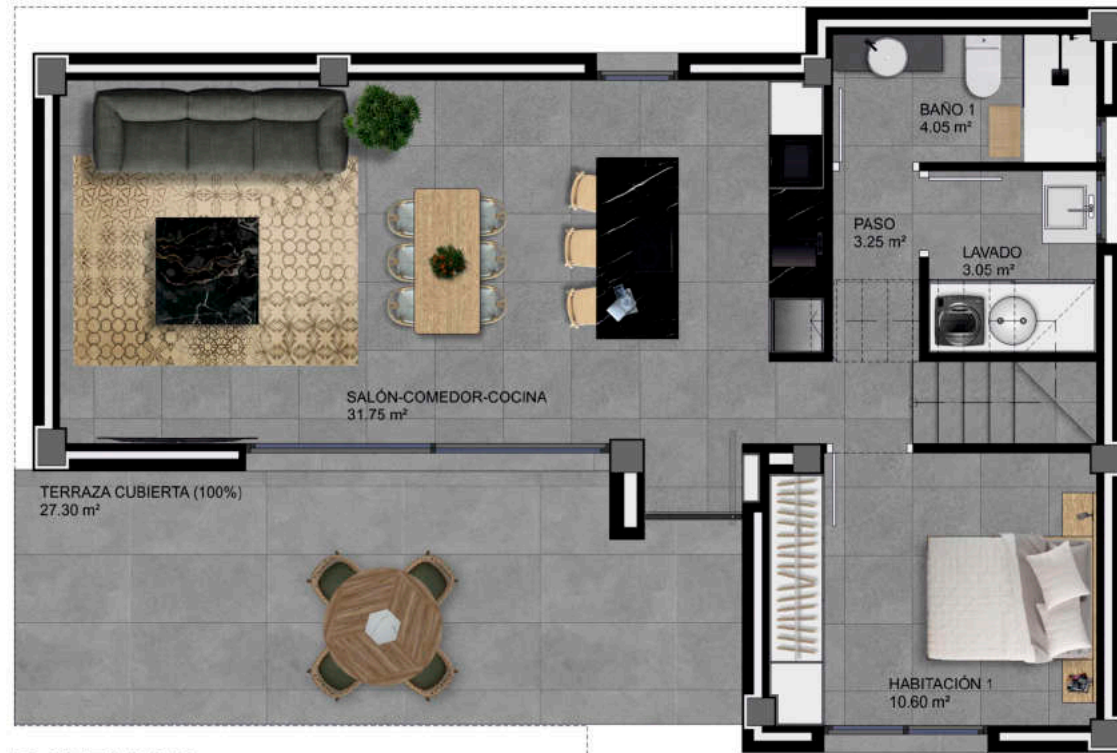 BAÑO 1
4.05 m²
PASO
3.25 m²
LAVADO
3.05 m²
SALÓN-COMEDOR-COCINA
31.75 m²
TERRAZA CUBIERTA (100%)
27.30 m²
HABITACIÓN 1
10.60 m²